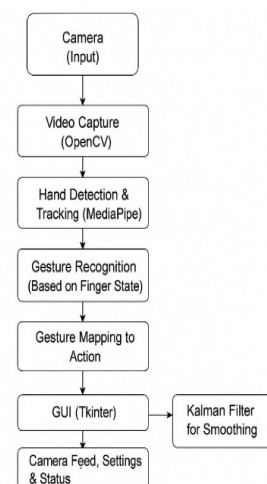 Camera
(Input)
Video Capture
(OpenCV)
Hand Detection &
Tracking (MediaPipe)
Gesture Recognition
(Based on Finger State)
Gesture Mapping to
Action
GUI (Tkinter)
Kalman Filter
for Smoothing
Camera Feed, Settings
& Status